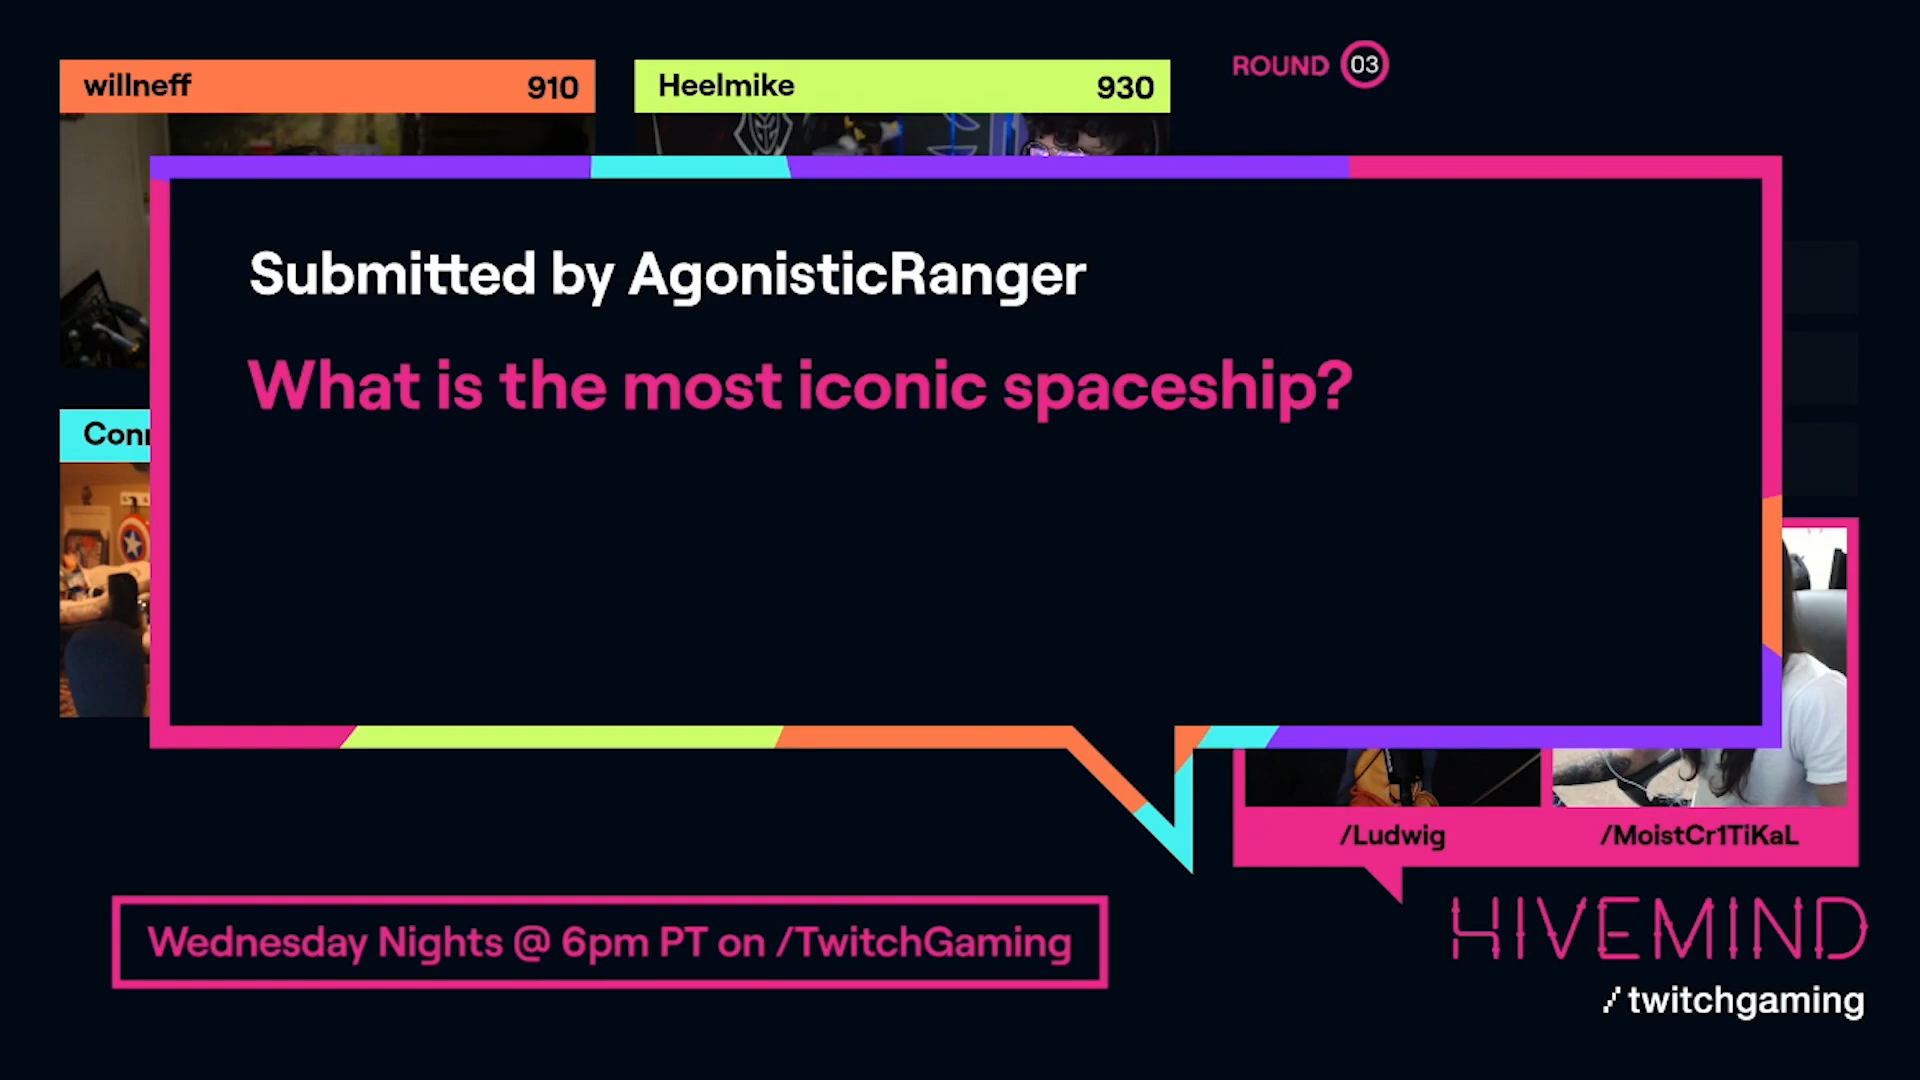 willneff
910
Heelmike
930
ROUND 03
Submitted by AgonisticRanger
What is the most iconic spaceship?
/Ludwig
/MoistCr1TiKaL
Wednesday Nights @ 6pm PT on /TwitchGaming
HIVEMIND
/twitchgaming